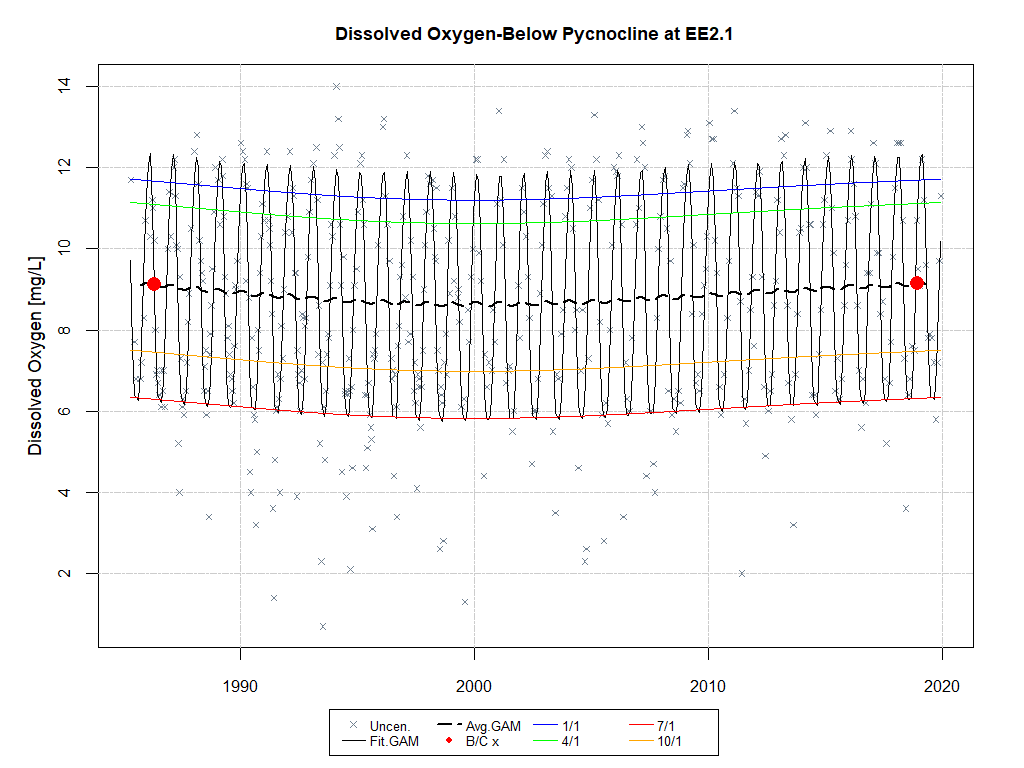 Dissolved Oxygen-Below Pycnocline at EE2.1
Dissolved Oxygen [mg/L]
14
12
10
8
6
4
2
1990 2000 2010 2020
Uncen. Avg.GAM 1/1 7/1
Fit.GAM B/C x 4/1 10/1